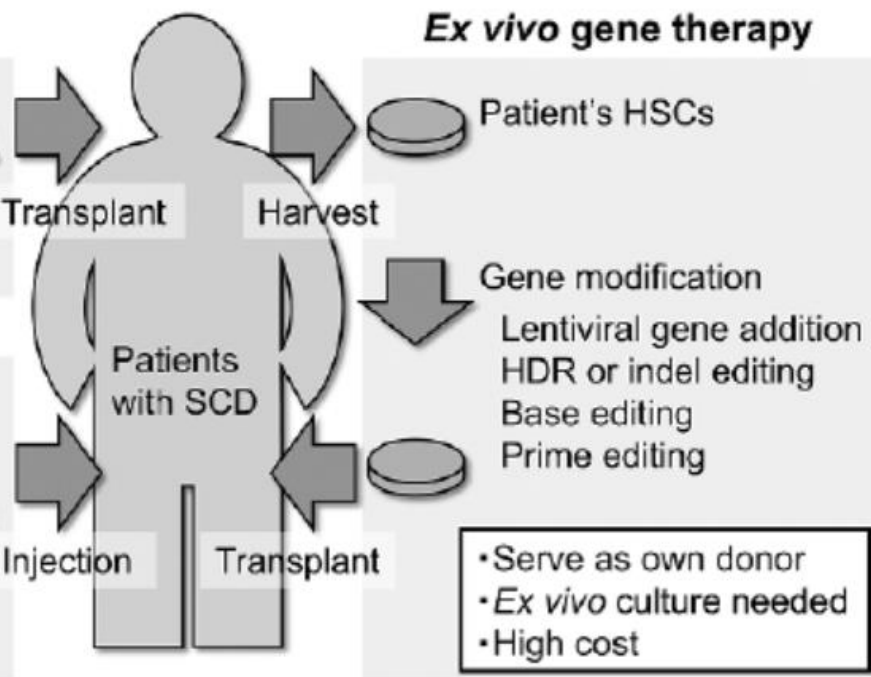 Ex vivo gene therapy
Patient's HSCs
Transplant
Harvest
Gene modification
Lentiviral gene addition
HDR or indel editing
Base editing
Prime editing
Patients
with SCD
Injection
Transplant
•Serve as own donor
•Ex vivo culture needed
•High cost